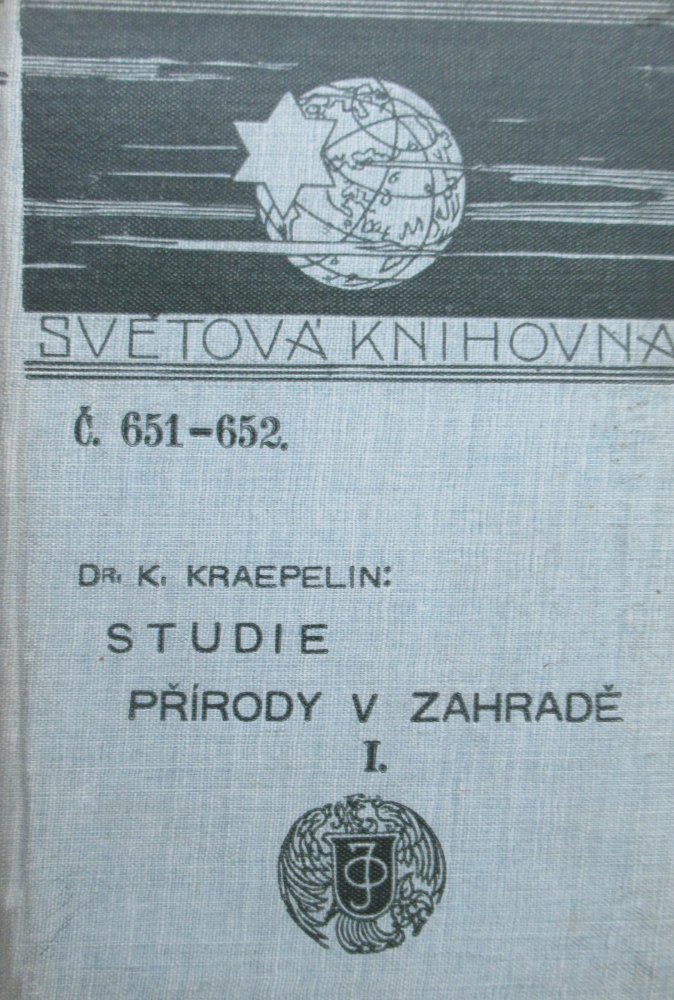 SVĚTOVÁ KNIHOVNA
Č. 651-652.
DR. K. KRAEPELIN:
STUDIE
PŘÍRODY V ZAHRADĚ
I.